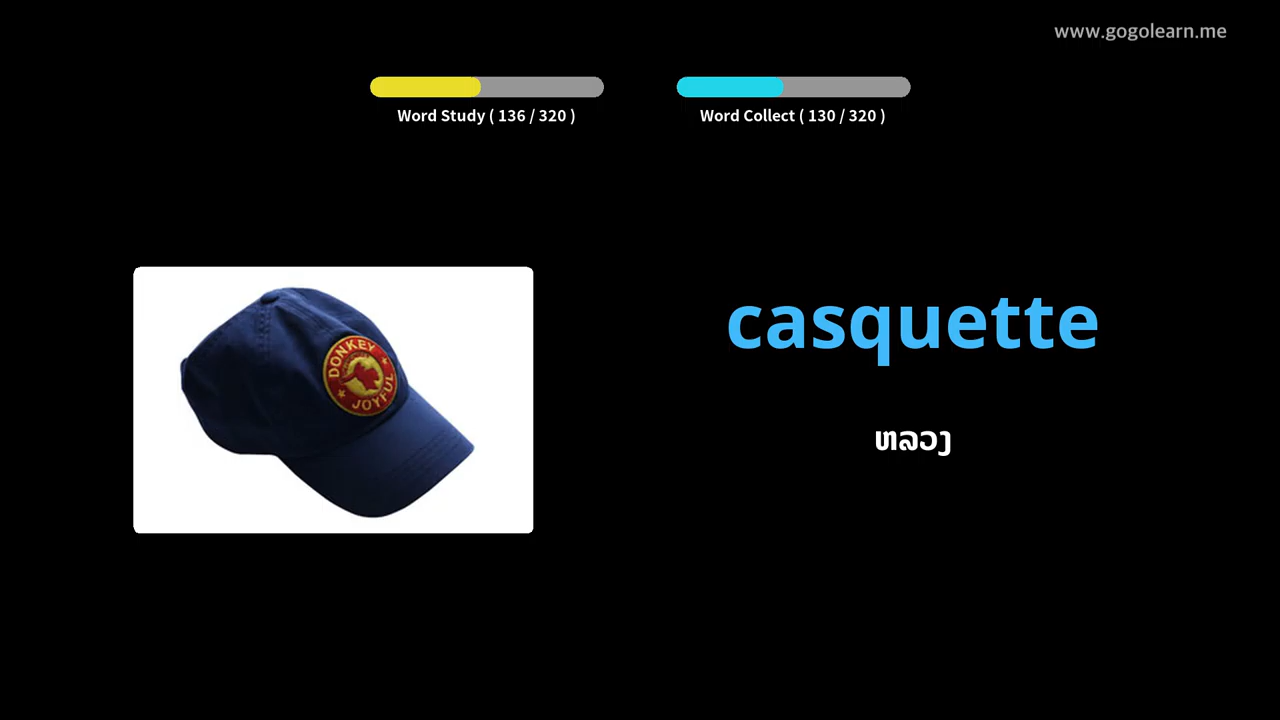 www.gogolearn.me
Word Study ( 136 / 320 )
Word Collect ( 130 / 320 )
DONKEY
JOYFUL
casquette
ຫລວງ